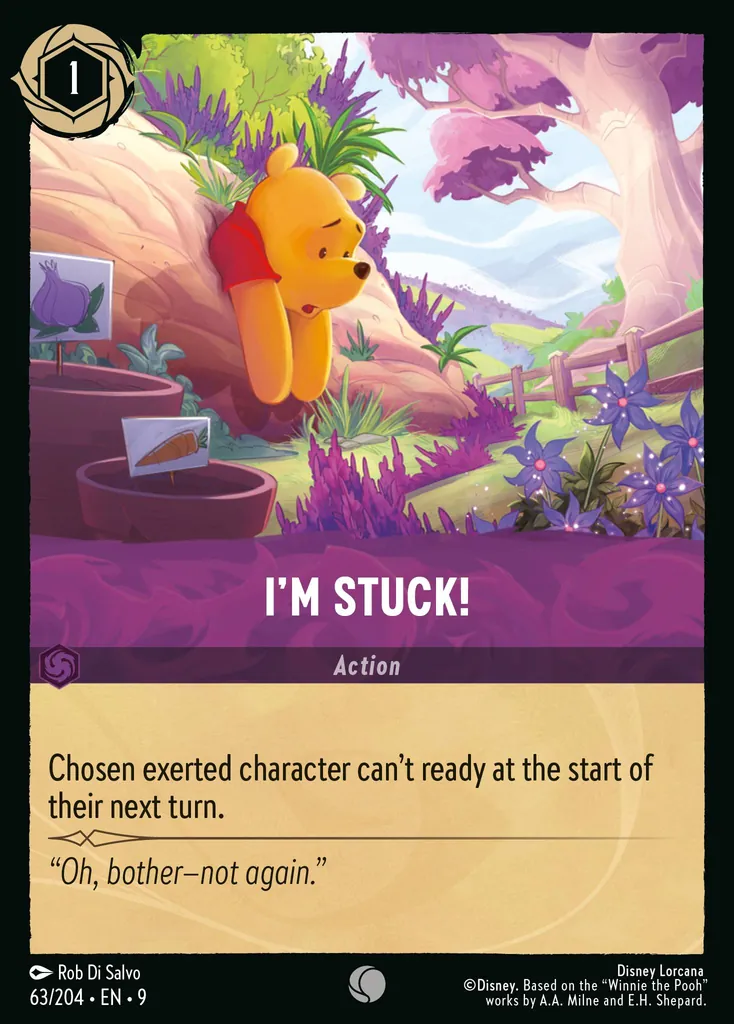 1
I'M STUCK!
Action
Chosen exerted character can't ready at the start of
their next turn.
“Oh, bother–not again.”
Rob Di Salvo
63/204 • EN • 9
Disney Lorcana
©Disney. Based on the “Winnie the Pooh”
works by A.A. Milne and E.H. Shepard.